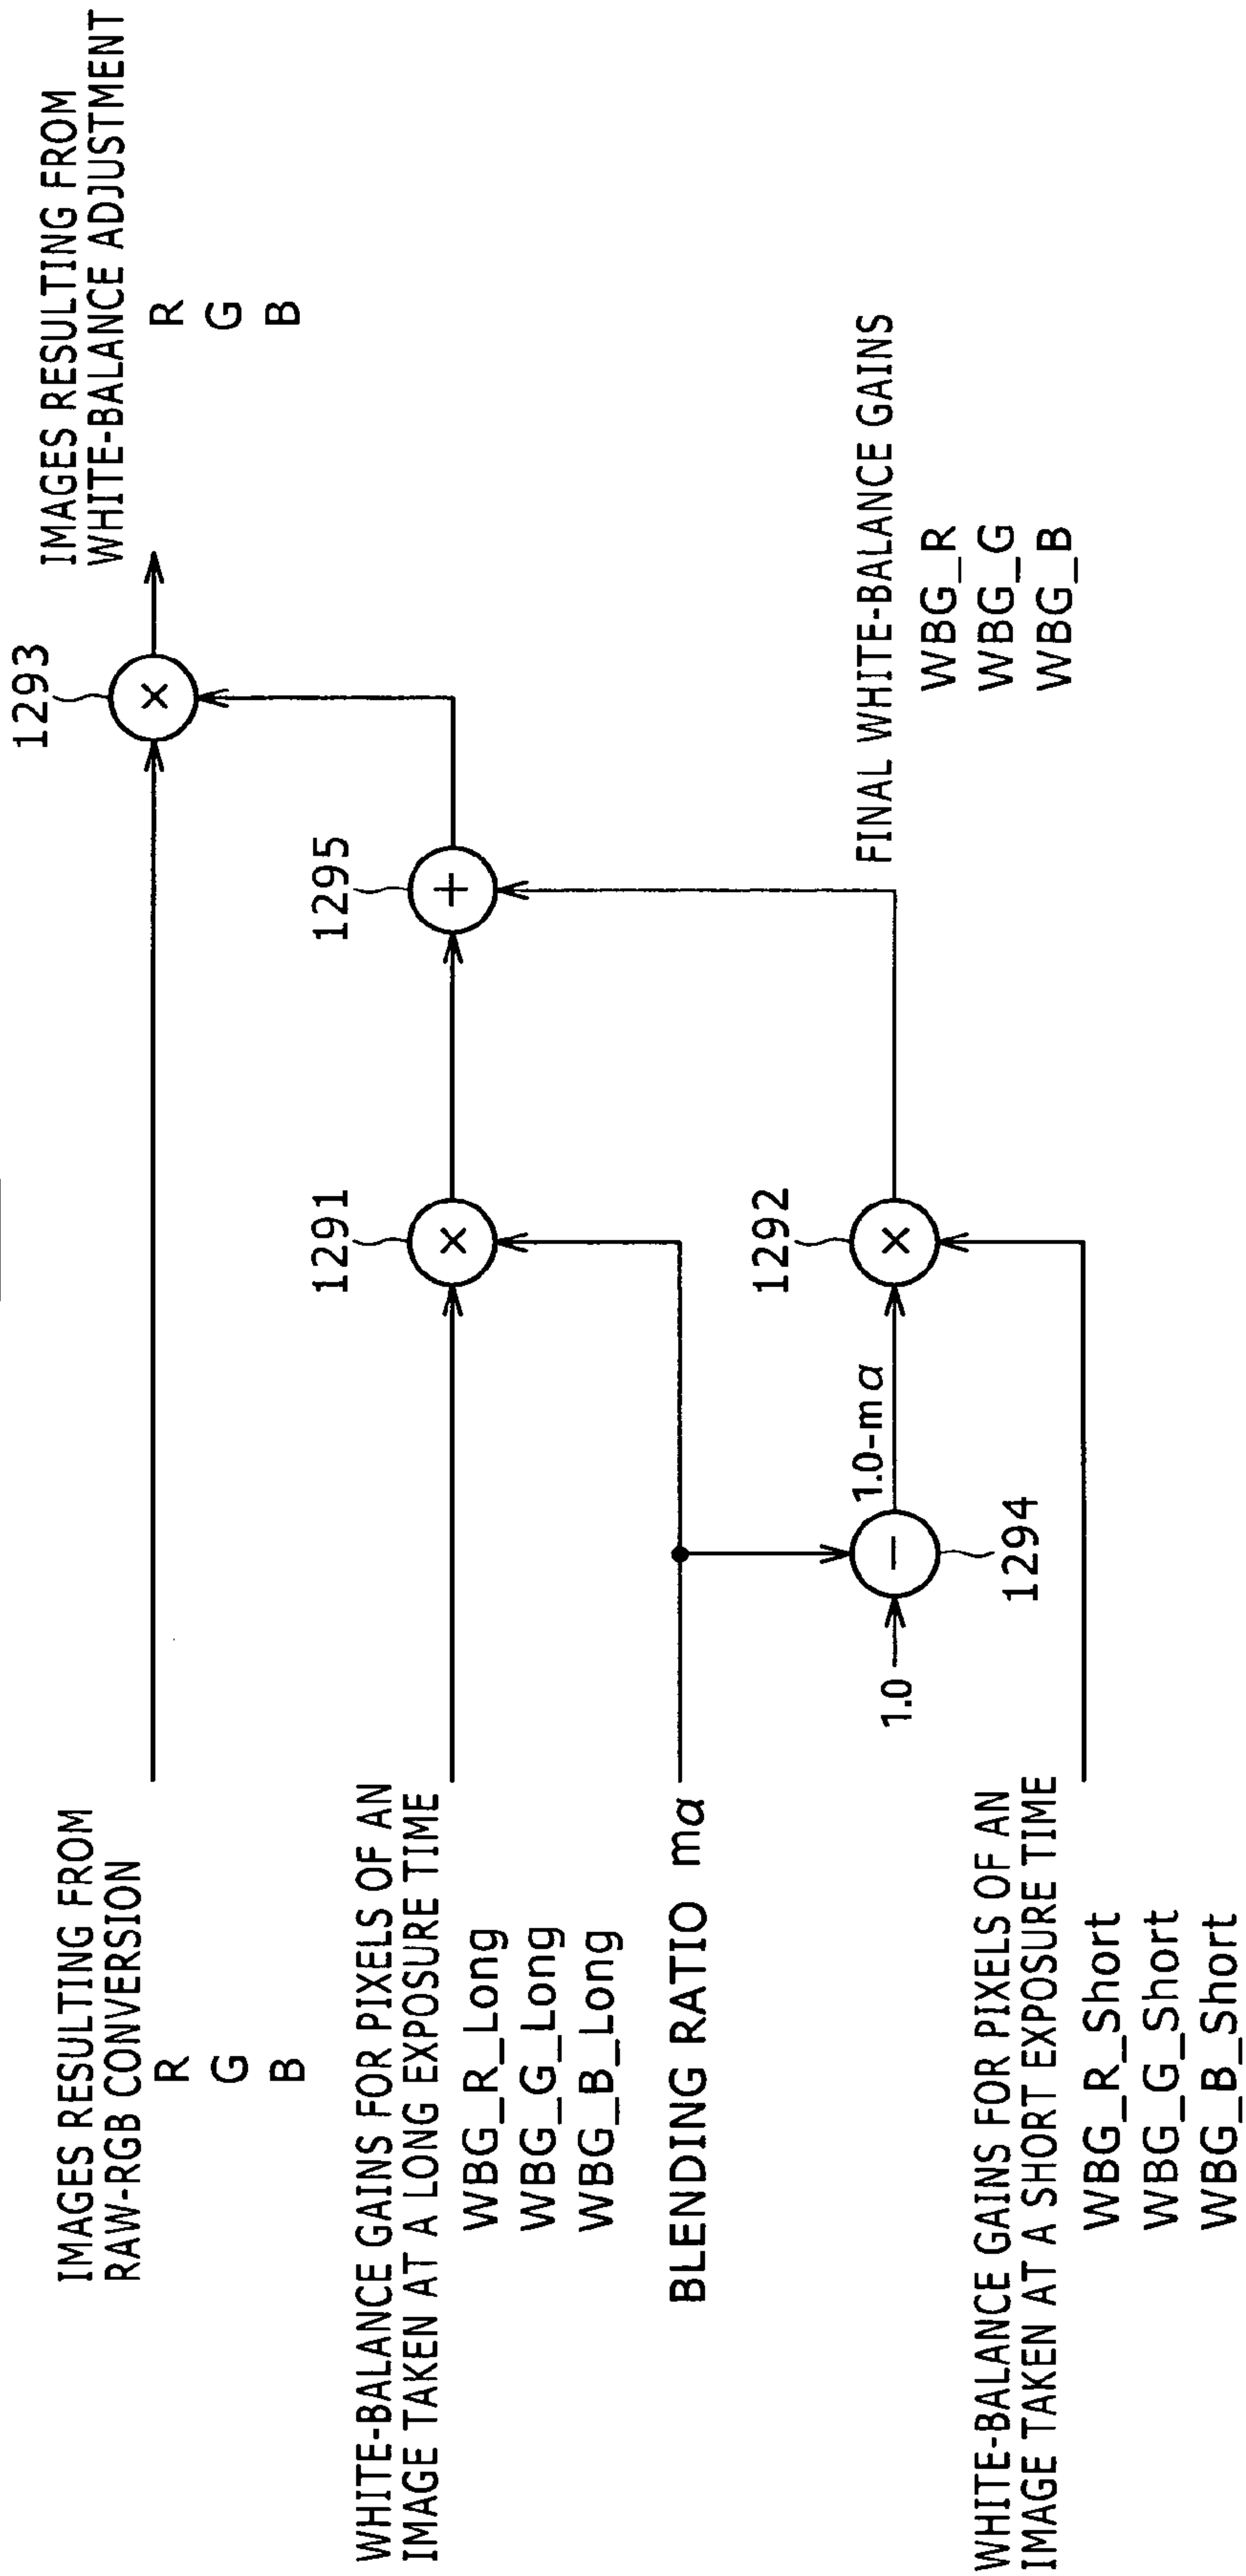 IMAGES RESULTING FROM
RAW-RGB CONVERSION
R
G
B
1293
IMAGES RESULTING FROM
WHITE-BALANCE ADJUSTMENT
R
G
B
×
WHITE-BALANCE GAINS FOR PIXELS OF AN
IMAGE TAKEN AT A LONG EXPOSURE TIME
WBG_R_Long
WBG_G_Long
WBG_B_Long
1291
×
1295
+
BLENDING RATIO mα
1.0
−
1294
1.0-mα
1292
×
FINAL WHITE-BALANCE GAINS
WBG_R
WBG_G
WBG_B
WHITE-BALANCE GAINS FOR PIXELS OF AN
IMAGE TAKEN AT A SHORT EXPOSURE TIME
WBG_R_Short
WBG_G_Short
WBG_B_Short